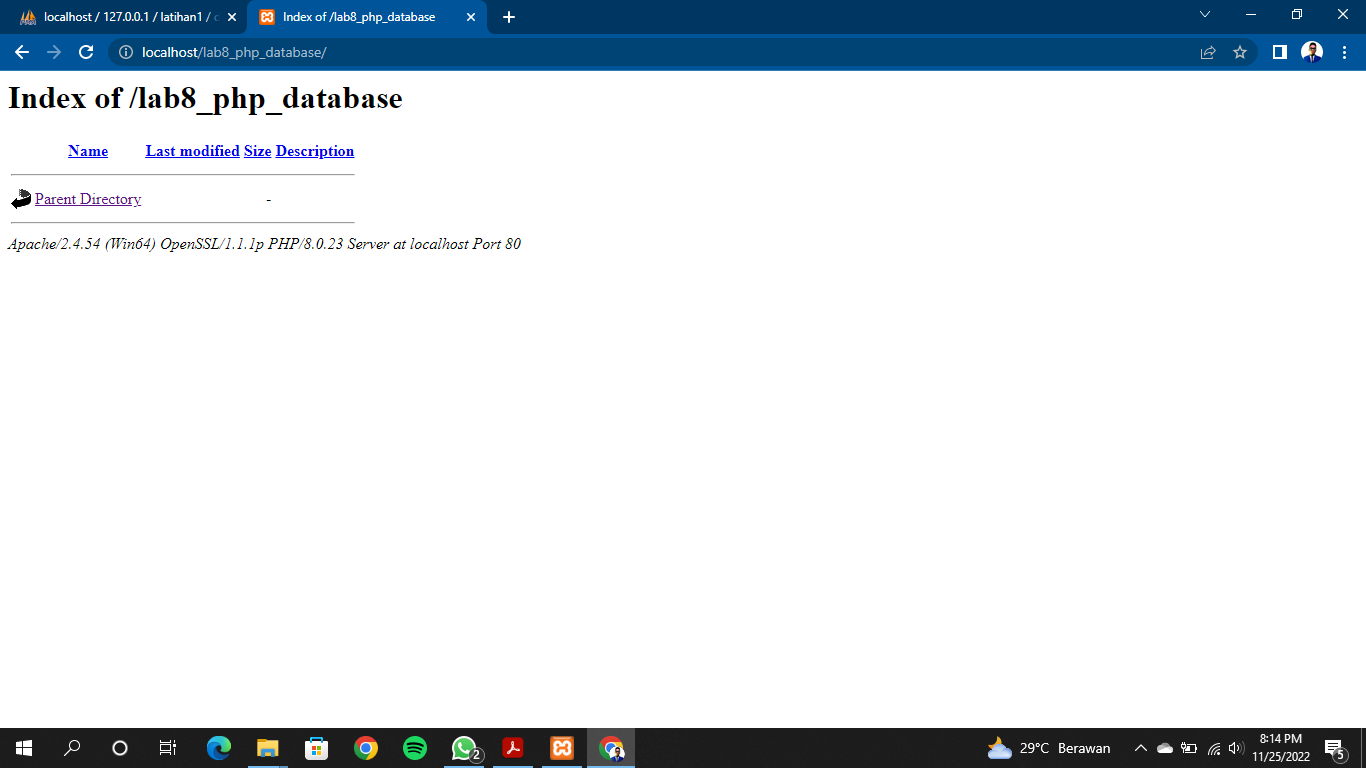 localhost / 127.0.0.1 / latihan1 /
Index of /lab8_php_database
localhost/lab8_php_database/
Index of /lab8_php_database
Name Last modified Size Description
Parent Directory -
Apache/2.4.54 (Win64) OpenSSL/1.1.1p PHP/8.0.23 Server at localhost Port 80
2
29°C Berawan
8:14 PM
11/25/2022
5